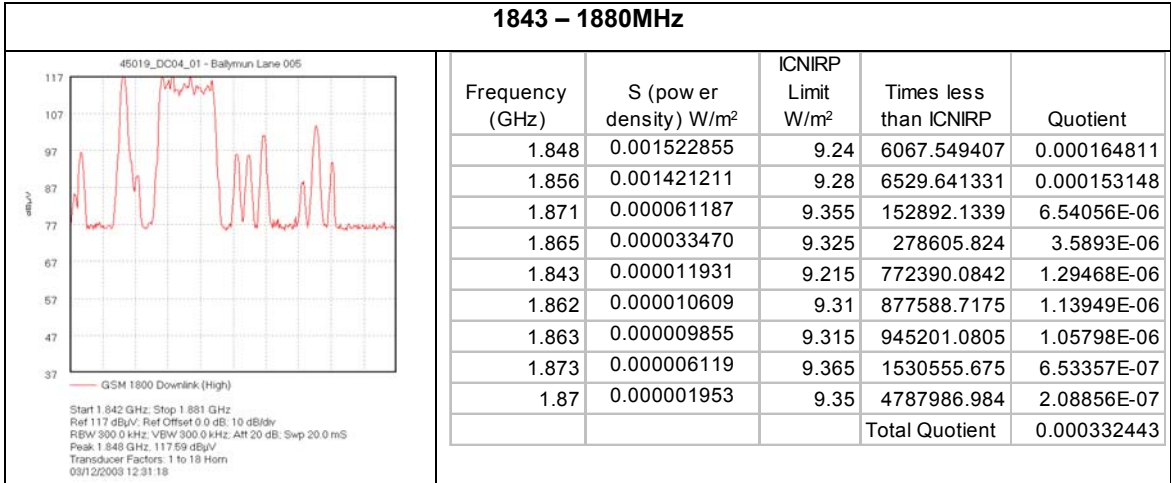 1843 – 1880MHz
45019_DC04_01 - Ballymun Lane 005
117
107
97
87
77
67
57
47
37
dBµV
GSM 1800 Downlink (High)
Start 1.842 GHz; Stop 1.881 GHz
Ref 117 dBµV; Ref Offset 0.0 dB; 10 dB/div
RBW 300.0 kHz; VBW 300.0 kHz; Att 20 dB; Swp 20.0 mS
Peak 1.848 GHz, 117.59 dBµV
Transducer Factors: 1 to 18 Horn
03/12/2003 12:31:18
Frequency (GHz) S (pow er density) W/m² ICNIRP Limit W/m² Times less than ICNIRP Quotient
1.848 0.001522855 9.24 6067.549407 0.000164811
1.856 0.001421211 9.28 6529.641331 0.000153148
1.871 0.000061187 9.355 152892.1339 6.54056E-06
1.865 0.000033470 9.325 278605.824 3.5893E-06
1.843 0.000011931 9.215 772390.0842 1.29468E-06
1.862 0.000010609 9.31 877588.7175 1.13949E-06
1.863 0.000009855 9.315 945201.0805 1.05798E-06
1.873 0.000006119 9.365 1530555.675 6.53357E-07
1.87 0.000001953 9.35 4787986.984 2.08856E-07
Total Quotient 0.000332443